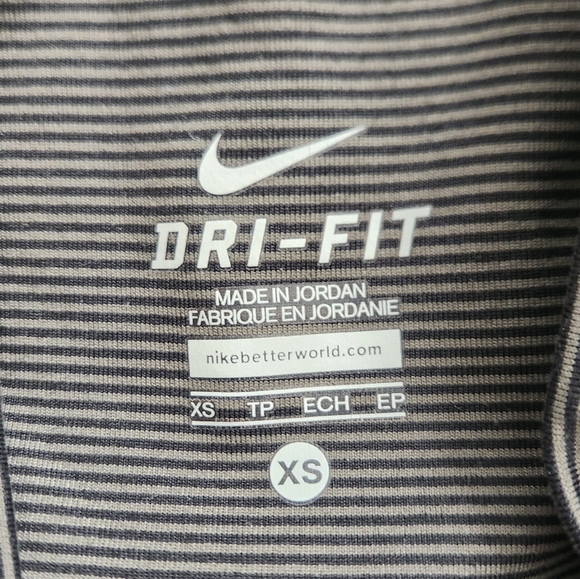 DRI-FIT
MADE IN JORDAN
FABRIQUE EN JORDANIE
nikebetterworld.com
XS TP ECH EP
XS